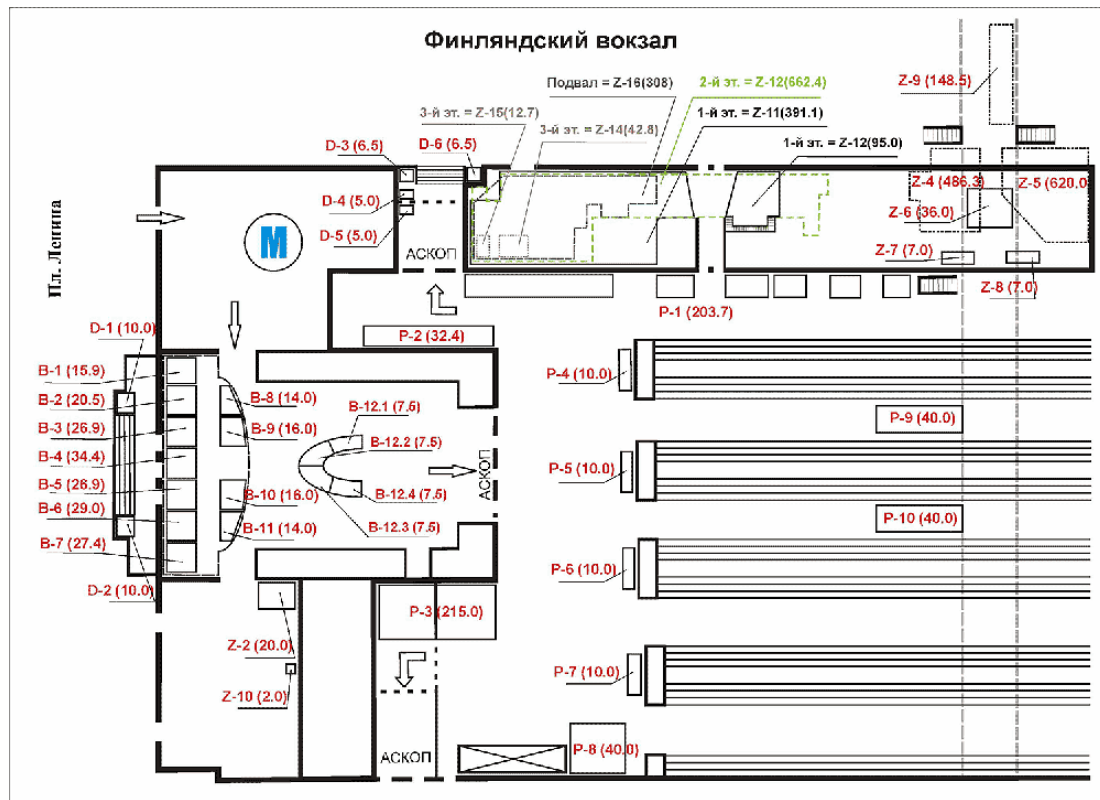 Финляндский вокзал
Подвал = Z-16(308)
2-й эт. = Z-12(662.4)
Z-9 (148.5)
3-й эт. = Z-15(12.7)
1-й эт. = Z-11(391.1)
3-й эт. = Z-14(42.8)
1-й эт. = Z-12(95.0)
D-3 (6.5)
D-6 (6.5)
Z-4 (486.3)
Z-5 (620.0)
D-4 (5.0)
Z-6 (36.0)
D-5 (5.0)
М
АСКОП
Z-7 (7.0)
Z-8 (7.0)
Пл. Ленина
P-1 (203.7)
D-1 (10.0)
P-2 (32.4)
B-1 (15.9)
P-4 (10.0)
B-2 (20.5)
B-8 (14.0)
B-12.1 (7.5)
P-9 (40.0)
B-3 (26.9)
B-9 (16.0)
B-12.2 (7.5)
B-4 (34.4)
P-5 (10.0)
АСКОП
B-5 (26.9)
B-10 (16.0)
B-12.4 (7.5)
B-6 (29.0)
B-11 (14.0)
B-12.3 (7.5)
P-10 (40.0)
B-7 (27.4)
P-6 (10.0)
D-2 (10.0)
P-3 (215.0)
Z-2 (20.0)
P-7 (10.0)
Z-10 (2.0)
АСКОП
P-8 (40.0)